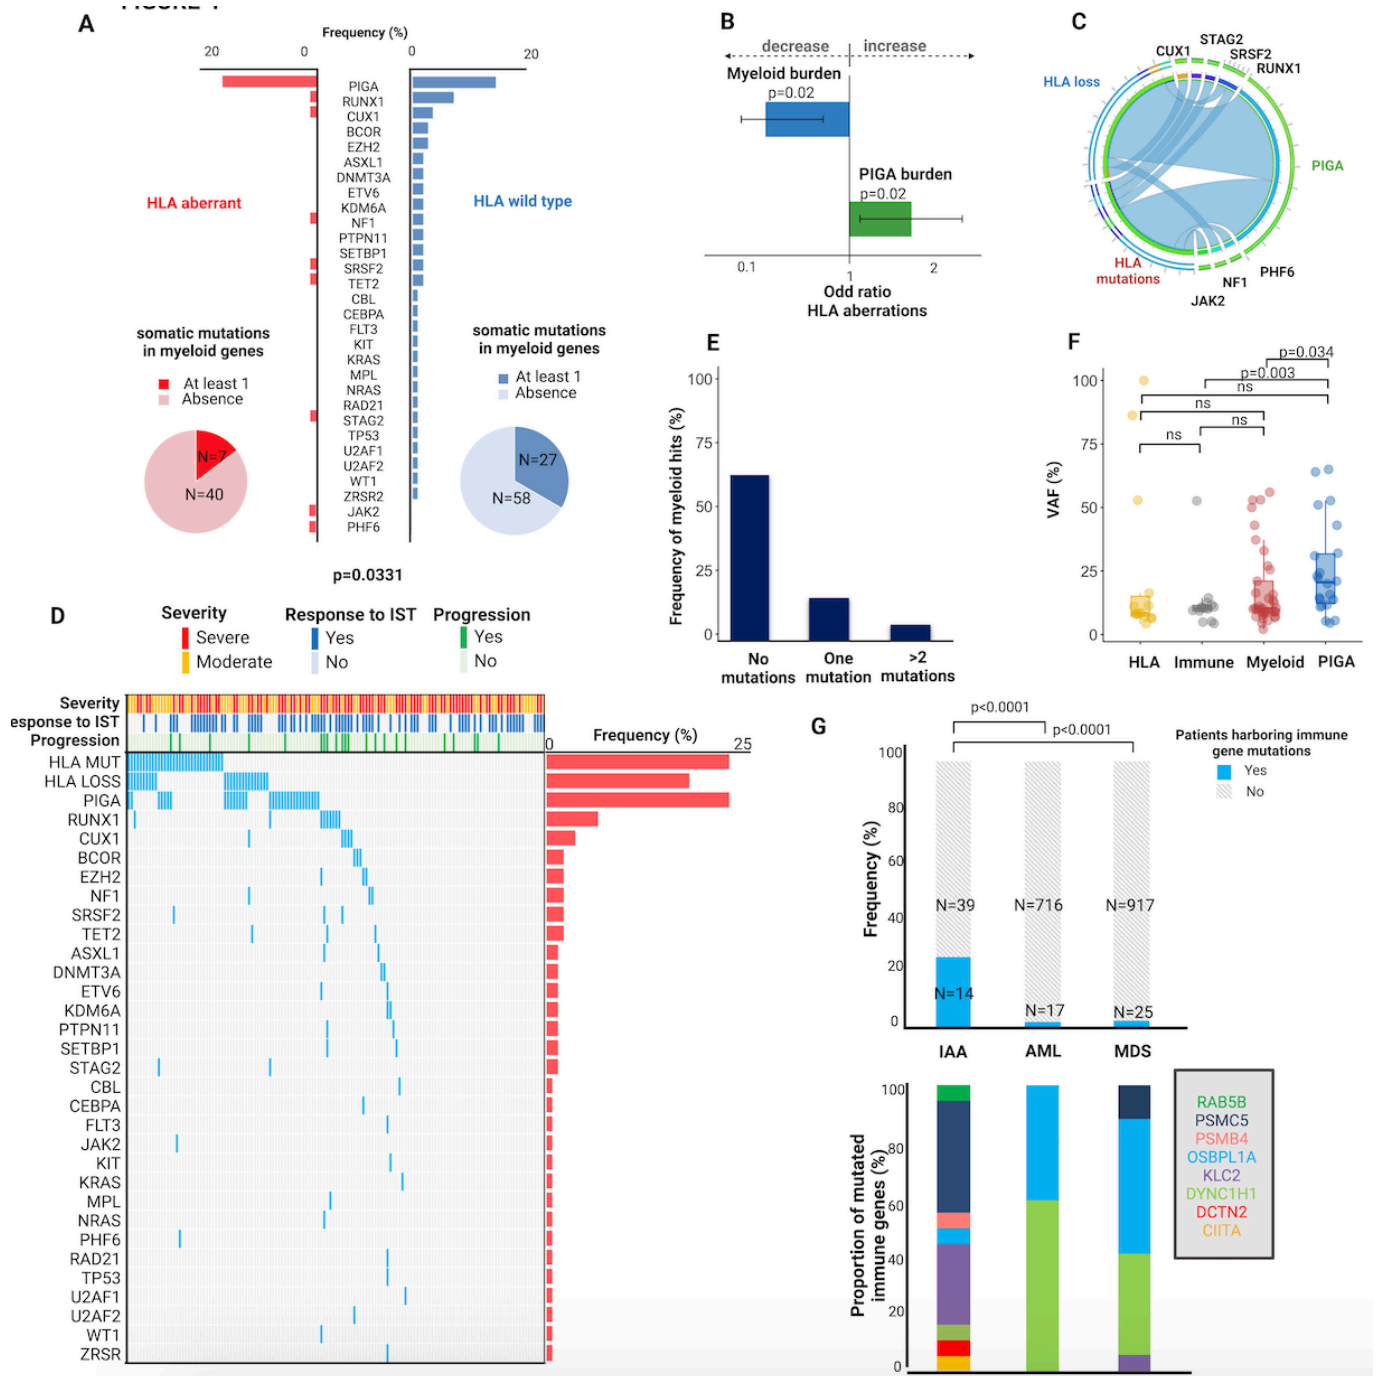 A
Frequency (%)
20
0
0
20
PIGA
RUNX1
CUX1
BCOR
EZH2
ASXL1
DNMT3A
ETV6
KDM6A
NF1
PTPN11
SETBP1
SRSF2
TET2
CBL
CEBPA
FLT3
KIT
KRAS
MPL
NRAS
RAD21
STAG2
TP53
U2AF1
U2AF2
WT1
ZRSR2
JAK2
PHF6
HLA aberrant
HLA wild type
somatic mutations
in myeloid genes
At least 1
Absence
N=7
N=40
somatic mutations
in myeloid genes
At least 1
Absence
N=27
N=58
p=0.0331
B
decrease
increase
Myeloid burden
p=0.02
PIGA burden
p=0.02
0.1
1
2
Odd ratio
HLA aberrations
C
HLA loss
CUX1
STAG2
SRSF2
RUNX1
PIGA
PHF6
NF1
JAK2
HLA
mutations
D
Severity
Severe
Moderate
Response to IST
Yes
No
Progression
Yes
No
Severity
esponse to IST
Progression
0
Frequency (%)
25
HLA MUT
HLA LOSS
PIGA
RUNX1
CUX1
BCOR
EZH2
NF1
SRSF2
TET2
ASXL1
DNMT3A
ETV6
KDM6A
PTPN11
SETBP1
STAG2
CBL
CEBPA
FLT3
JAK2
KIT
KRAS
MPL
NRAS
PHF6
RAD21
TP53
U2AF1
U2AF2
WT1
ZRSR
E
Frequency of myeloid hits (%)
100
75
50
25
0
No
mutations
One
mutation
>2
mutations
F
p=0.034
p=0.003
ns
ns
ns
ns
VAF (%)
100
75
50
25
0
HLA
Immune
Myeloid
PIGA
G
p<0.0001
p<0.0001
Patients harboring immune
gene mutations
Yes
No
Frequency (%)
100
80
60
40
20
0
N=39
N=716
N=917
N=14
N=17
N=25
IAA
AML
MDS
Proportion of mutated
immune genes (%)
100
80
60
40
20
0
RAB5B
PSMC5
PSMB4
OSBPL1A
KLC2
DYNC1H1
DCTN2
CIITA